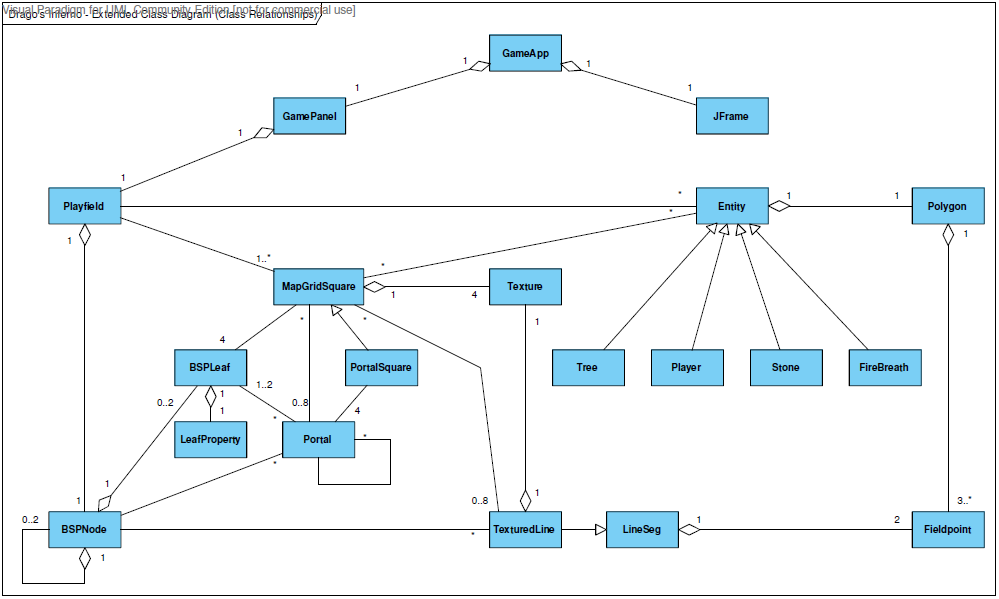 Visual Paradigm for UML Community Edition [not for commercial use]
Drago's Inferno - Extended Class Diagram (Class Relationships)
GameApp
1
1
1
1
GamePanel
JFrame
1
1
Playfield
*
Entity
1
1
Polygon
*
1
1
1..*
*
MapGridSquare
1
4
Texture
*
*
1
4
BSPLeaf
PortalSquare
Tree
Player
Stone
FireBreath
1
1..2
0..2
0..8
4
1
*
*
LeafProperty
Portal
*
1
1
0..8
1
3..*
0..2
BSPNode
*
TexturedLine
LineSeg
1
2
Fieldpoint
1